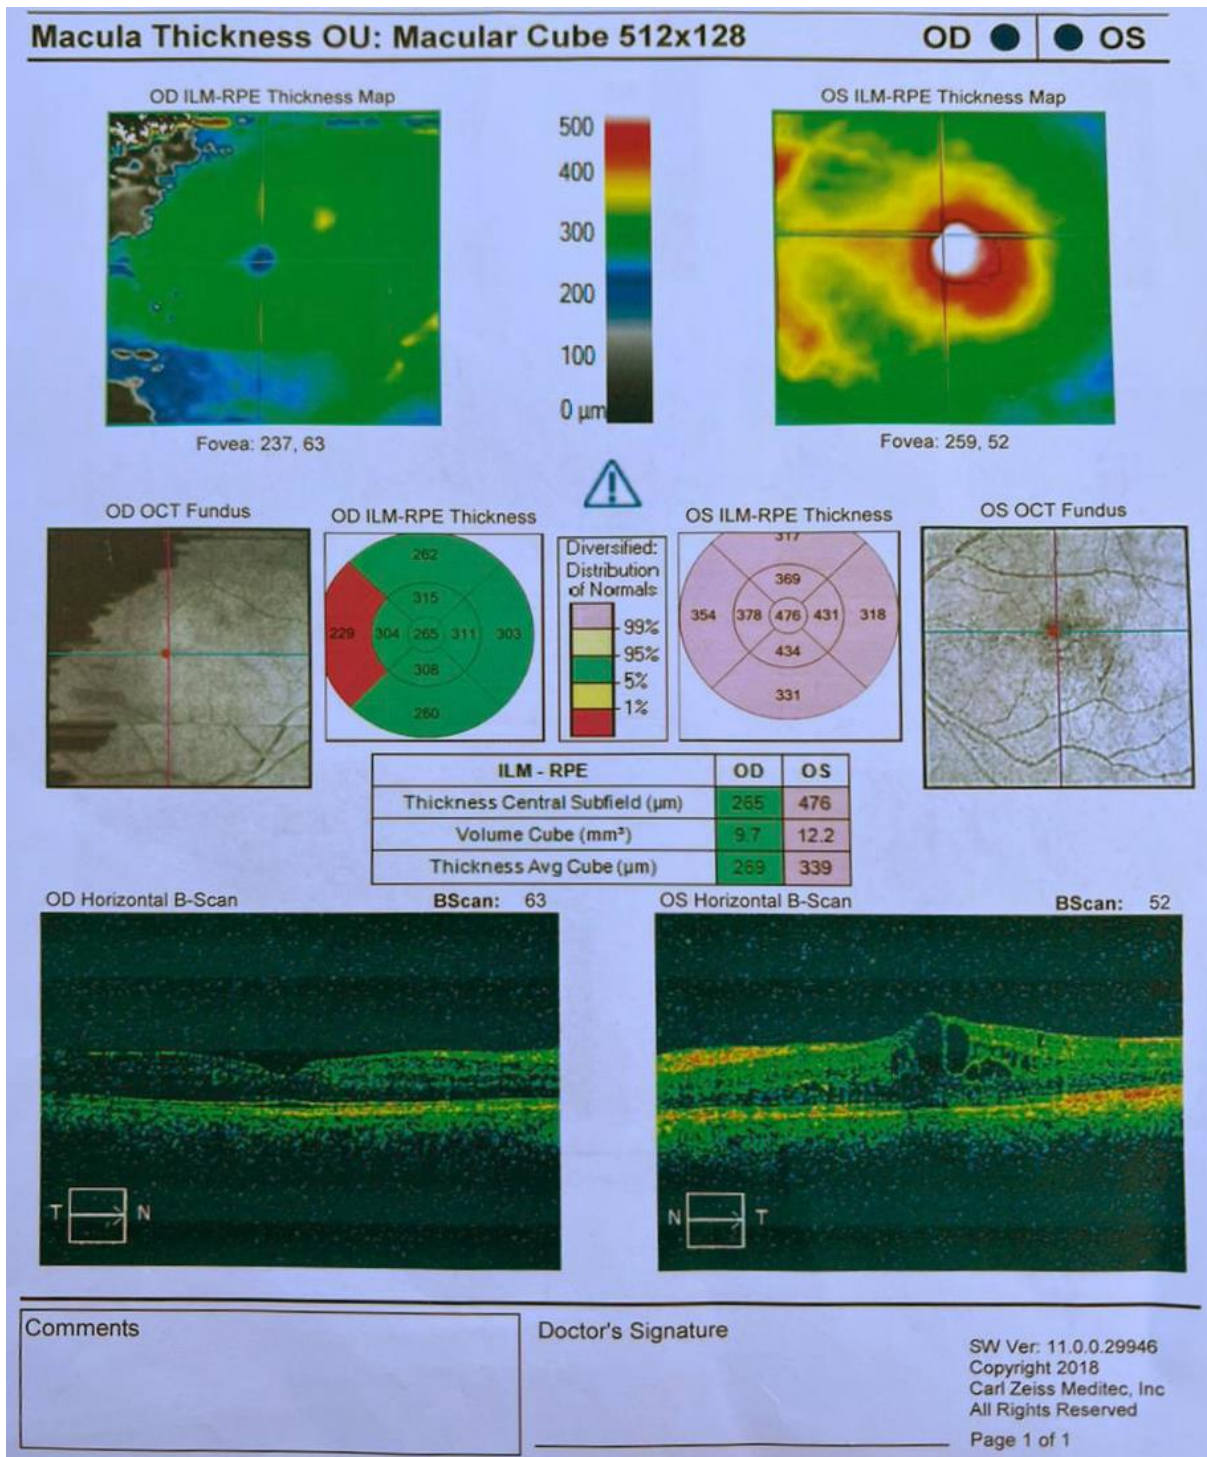 Macula Thickness OU: Macular Cube 512x128 OD OS
OD ILM-RPE Thickness Map
OS ILM-RPE Thickness Map
500
400
300
200
100
0 µm
Fovea: 237, 63
Fovea: 259, 52
OD OCT Fundus
OD ILM-RPE Thickness
OS ILM-RPE Thickness
OS OCT Fundus
262
315
229 304 265 311 303
308
260
Diversified:
Distribution
of Normals
99%
95%
5%
1%
317
369
354 378 476 431 318
434
331
ILM - RPE OD OS
Thickness Central Subfield (µm) 265 476
Volume Cube (mm³) 9.7 12.2
Thickness Avg Cube (µm) 269 339
OD Horizontal B-Scan BScan: 63
OS Horizontal B-Scan BScan: 52
T N
N T
Comments
Doctor's Signature
SW Ver: 11.0.0.29946
Copyright 2018
Carl Zeiss Meditec, Inc
All Rights Reserved
Page 1 of 1